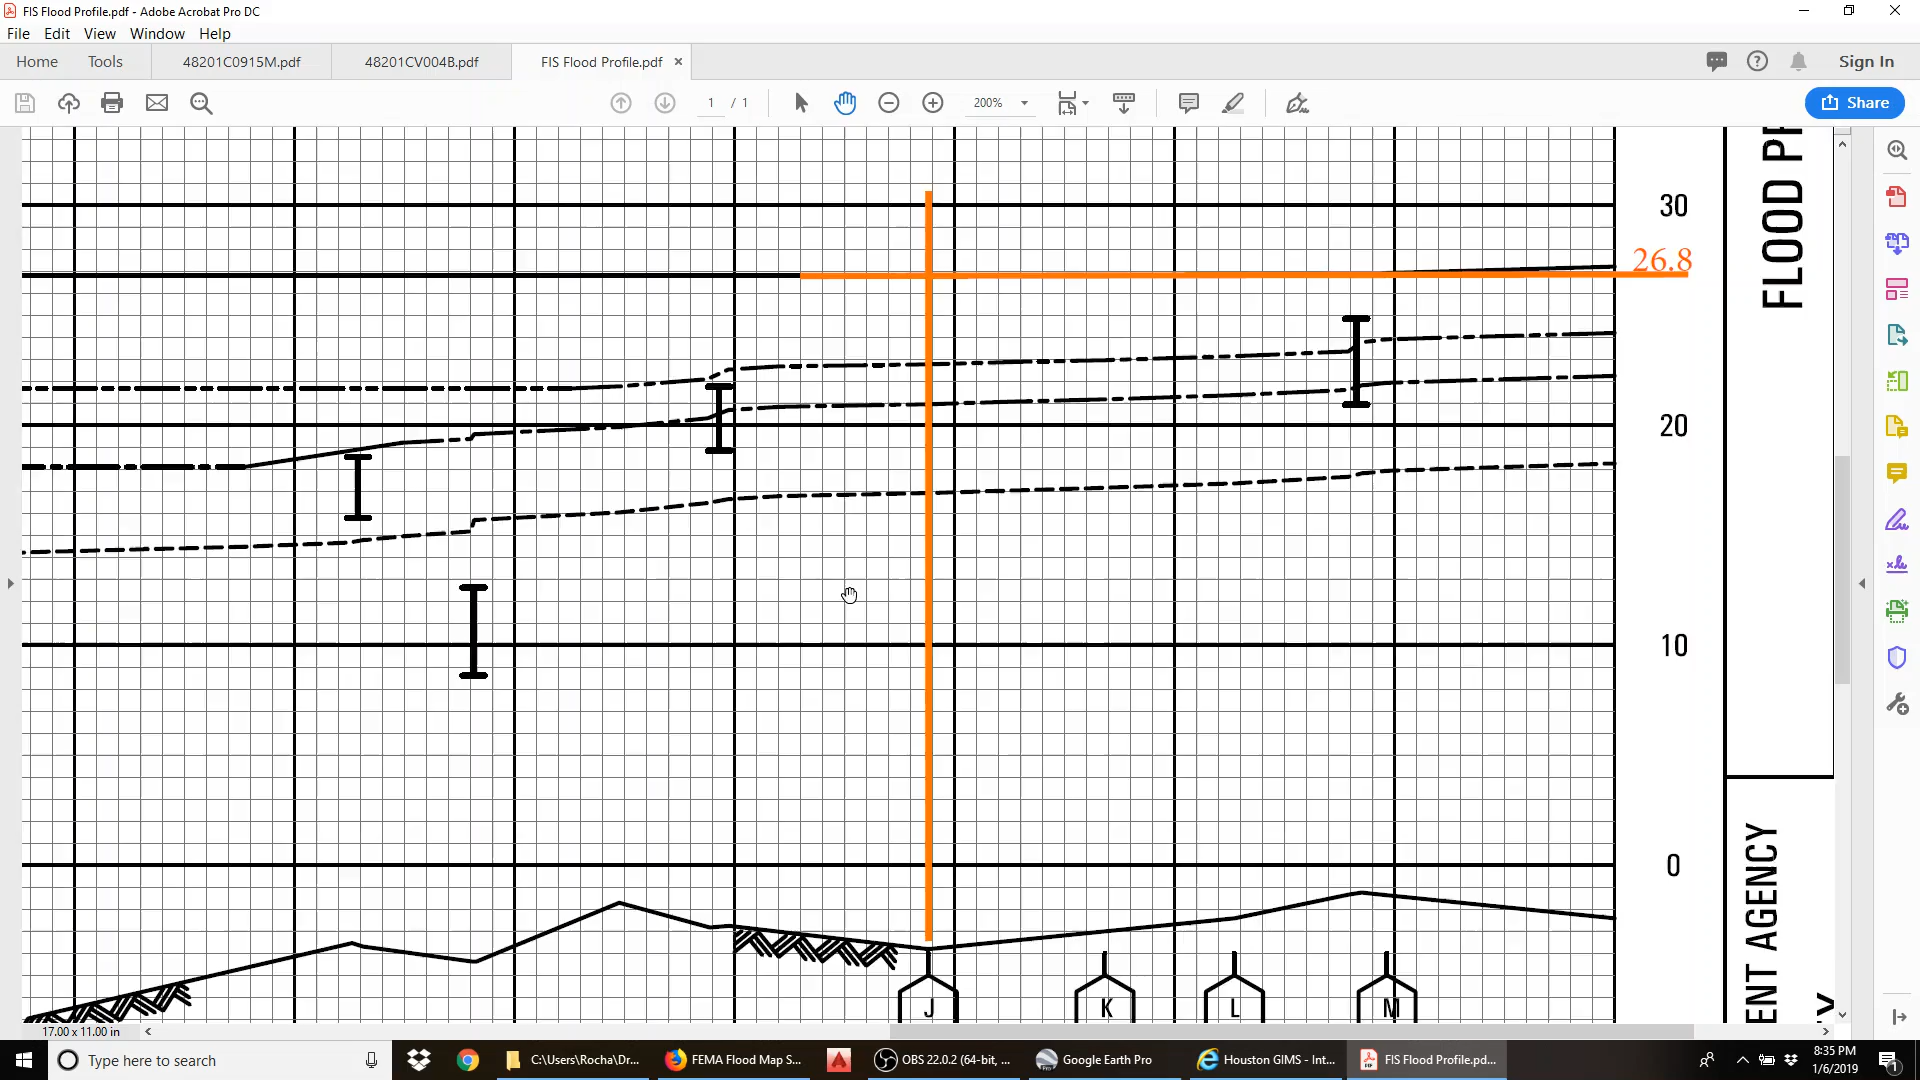 FIS Flood Profile.pdf - Adobe Acrobat Pro DC
File Edit View Window Help
Home Tools 48201C0915M.pdf 48201CV004B.pdf FIS Flood Profile.pdf × Sign In
1 / 1 200% Share
30
26.8
20
10
0
FLOOD PR
ENT AGENCY
J K L M
17.00 x 11.00 in
Type here to search C:\Users\Rocha\Dr... FEMA Flood Map S... OBS 22.0.2 (64-bit, ... Google Earth Pro Houston GIMS - Int... FIS Flood Profile.pd... 8:35 PM
1/6/2019